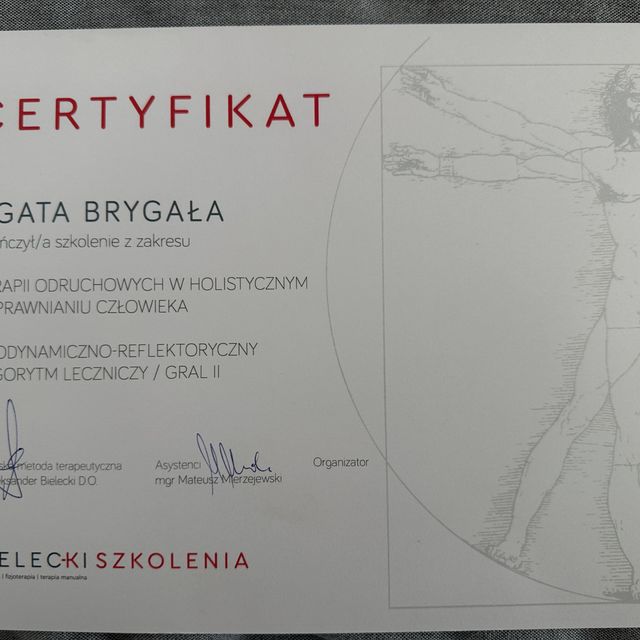 CERTYFIKAT
GATA BRYGAŁA
ńczył/a szkolenie z zakresu
RAPII ODRUCHOWYCH W HOLISTYCZNYM
PRAWNIANIU CZŁOWIEKA
ODYNAMICZNO-REFLEKTORYCZNY
GORYTM LECZNICZY / GRAL II
metoda terapeutyczna
ksander Bielecki D.O.
Asystenci
mgr Mateusz Mierzejewski
Organizator
ELECKI SZKOLENIA
| fizjoterapia | terapia manualna